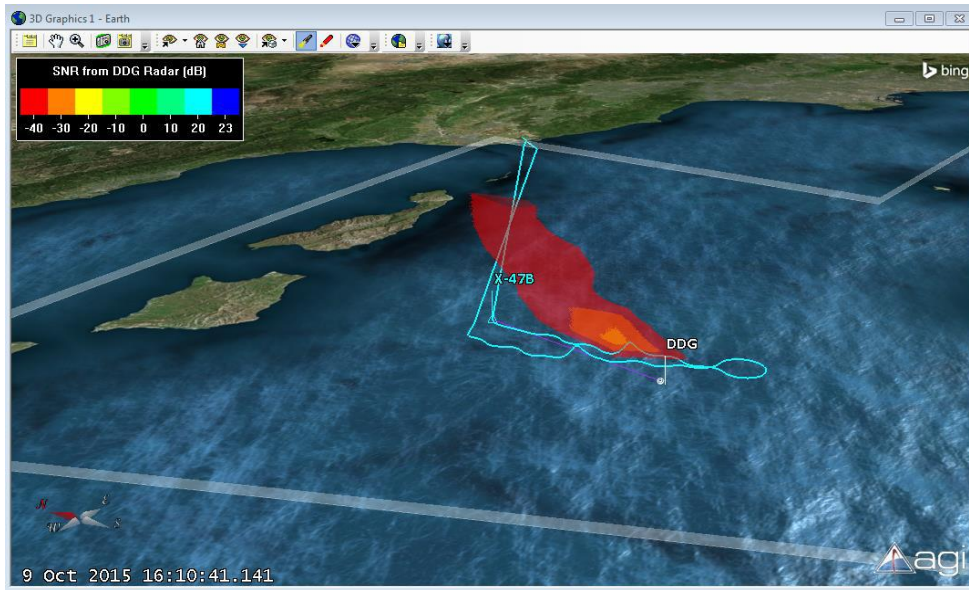 3D Graphics 1 - Earth
SNR from DDG Radar (dB)
-40 -30 -20 -10 0 10 20 23
bing
X-47B
DDG
N
E
W
S
9 Oct 2015 16:10:41.141
agi